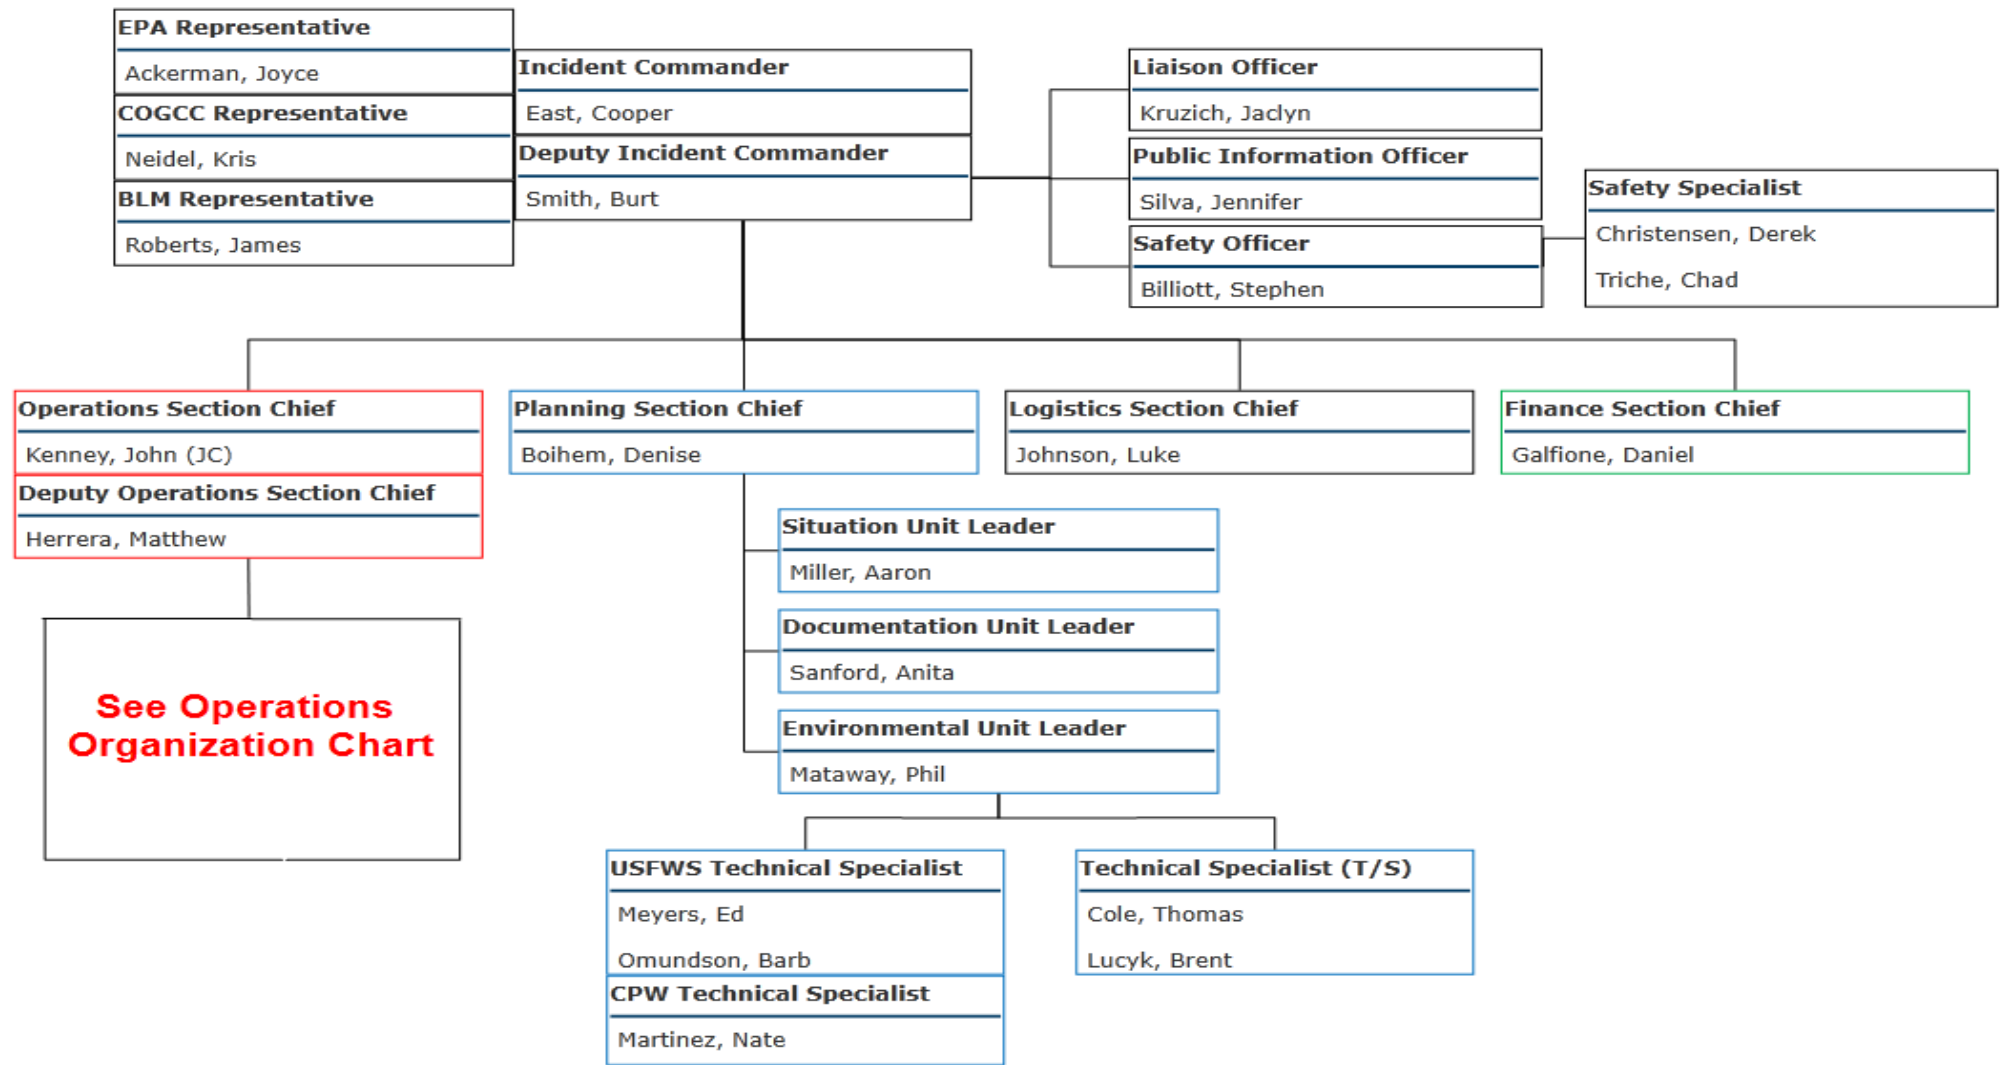 EPA Representative
Ackerman, Joyce
COGCC Representative
Neidel, Kris
BLM Representative
Roberts, James
Incident Commander
East, Cooper
Deputy Incident Commander
Smith, Burt
Liaison Officer
Kruzich, Jaclyn
Public Information Officer
Silva, Jennifer
Safety Officer
Billiott, Stephen
Safety Specialist
Christensen, Derek
Triche, Chad
Operations Section Chief
Kenney, John (JC)
Deputy Operations Section Chief
Herrera, Matthew
See Operations
Organization Chart
Planning Section Chief
Boihem, Denise
Logistics Section Chief
Johnson, Luke
Finance Section Chief
Galfione, Daniel
Situation Unit Leader
Miller, Aaron
Documentation Unit Leader
Sanford, Anita
Environmental Unit Leader
Mataway, Phil
USFWS Technical Specialist
Meyers, Ed
Omundson, Barb
CPW Technical Specialist
Martinez, Nate
Technical Specialist (T/S)
Cole, Thomas
Lucyk, Brent